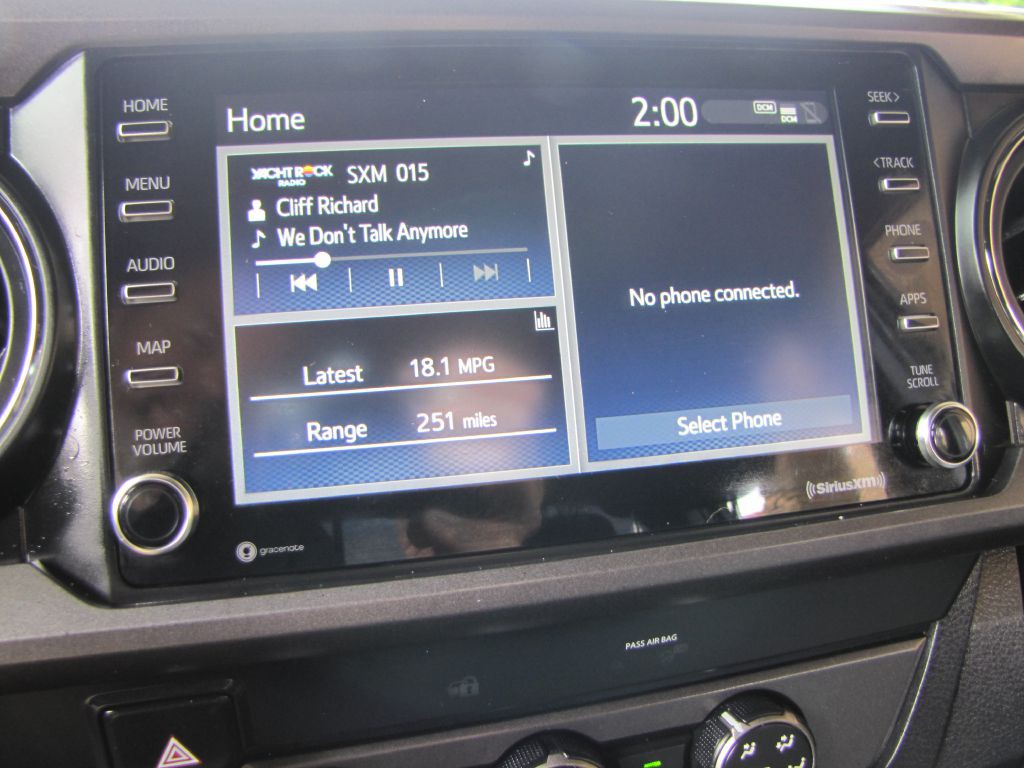 HOME
MENU
AUDIO
MAP
POWER
VOLUME
Home
2:00
DCM
DCM
YACHT ROCK
RADIO
SXM 015
Cliff Richard
We Don't Talk Anymore
Latest 18.1 MPG
Range 251 miles
No phone connected.
Select Phone
SEEK >
< TRACK
PHONE
APPS
TUNE
SCROLL
gracenote
((SiriusXM))
PASS AIR BAG